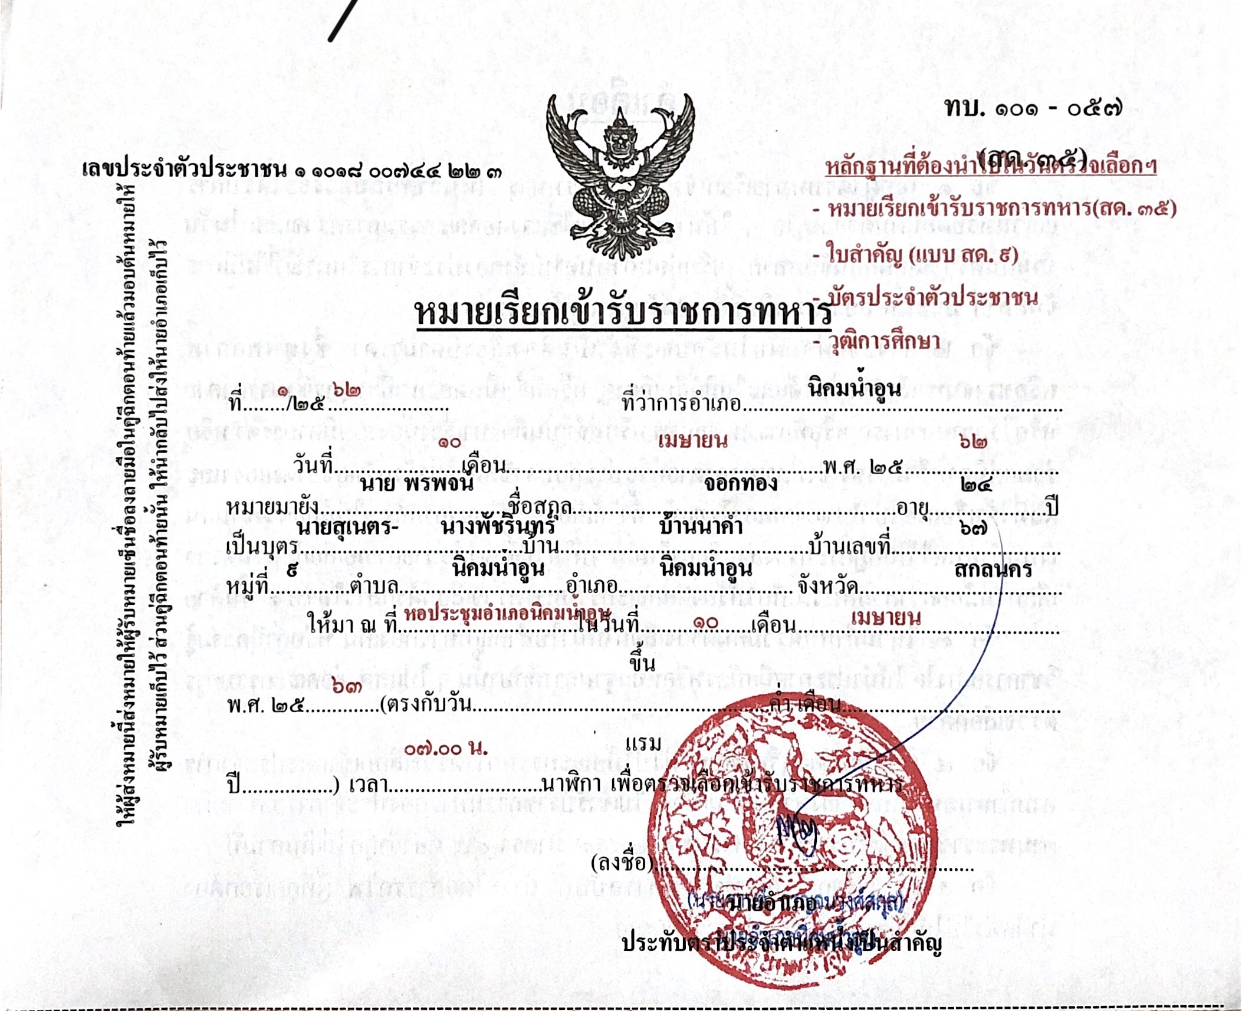 ทบ. ๑๐๑ - ๐๕๗
(สด. ๓๕)
เลขประจำตัวประชาชน ๑ ๑๐๑๘ ๐๐๗๔๔ ๒๒ ๓
หลักฐานที่ต้องนำไปในวันตรวจเลือกฯ
- หมายเรียกเข้ารับราชการทหาร(สด. ๓๕)
- ใบสำคัญ (แบบ สด. ๙)
- บัตรประจำตัวประชาชน
- วุฒิการศึกษา
หมายเรียกเข้ารับราชการทหาร
ที่........๑/๒๕.๖๒.................... ที่ว่าการอำเภอ............นิคมน้ำอูน............
วันที่............๑๐............เดือน............เมษายน............พ.ศ. ๒๕............๖๒............
หมายมายัง......นาย พรพจน์......ชื่อสกุล............จอกทอง............อายุ......๒๔......ปี
เป็นบุตร นายสุเนตร- นางพัชรินทร์ บ้าน......บ้านนาคำ......บ้านเลขที่......๖๗......
หมู่ที่......๙......ตำบล......นิคมน้ำอูน......อำเภอ......นิคมน้ำอูน......จังหวัด......สกลนคร
ให้มา ณ ที่ หอประชุมอำเภอนิคมน้ำอูน ในวันที่......๑๐......เดือน......เมษายน......
ขึ้น
พ.ศ. ๒๕......๖๓......(ตรงกับวัน........................ค่ำ เดือน........................
แรม
ปี...............) เวลา......๐๗.๐๐ น.......นาฬิกา เพื่อตรวจเลือกเข้ารับราชการทหาร
(ลงชื่อ)................................................
นายอำเภอ
ประทับตราประจำตำแหน่งเป็นสำคัญ
ให้ผู้ส่งหมายนี้ส่งหมายให้ผู้รับหมายเซ็นชื่อลงลายมือในคู่ฉีกตอนท้ายแล้วมอบต้นหมายให้
ผู้รับหมายเก็บไว้ ส่วนคู่ฉีกตอนท้ายนั้น ให้นำกลับไปส่งให้นายอำเภอเก็บไว้